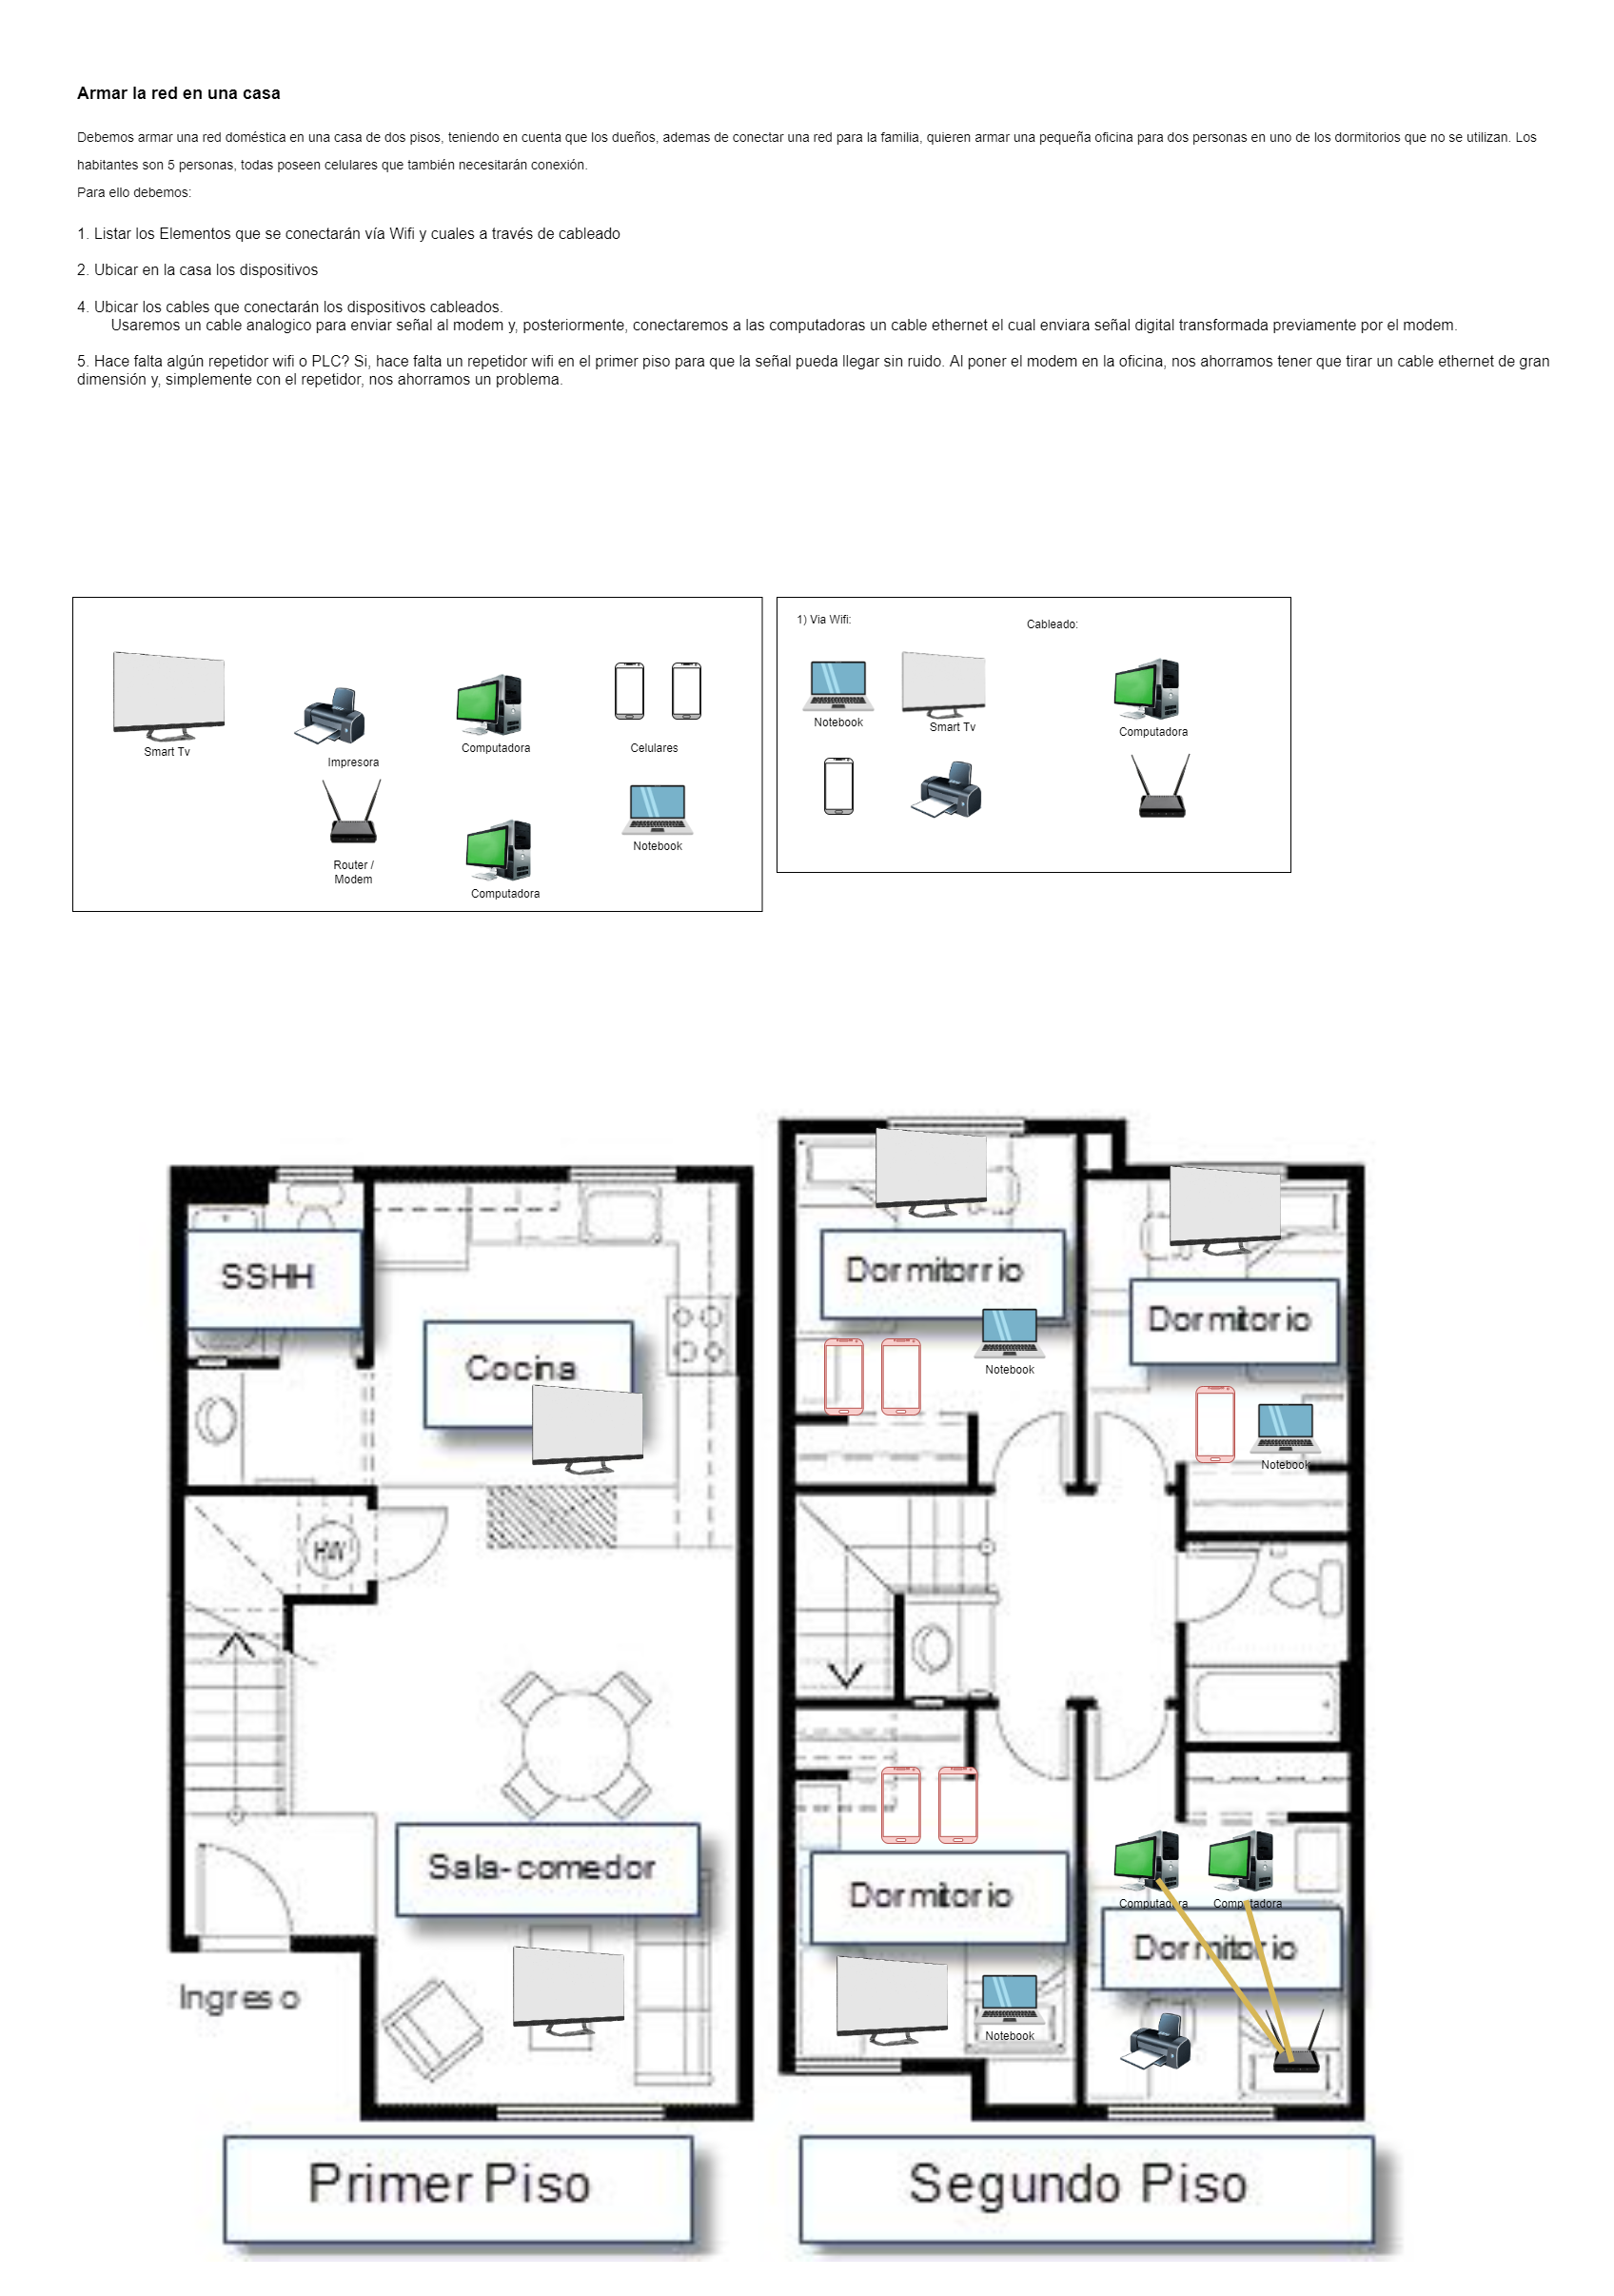 Armar la red en una casa
Debemos armar una red doméstica en una casa de dos pisos, teniendo en cuenta que los dueños, ademas de conectar una red para la familia, quieren armar una pequeña oficina para dos personas en uno de los dormitorios que no se utilizan. Los
habitantes son 5 personas, todas poseen celulares que también necesitarán conexión.
Para ello debemos:
1. Listar los Elementos que se conectarán vía Wifi y cuales a través de cableado
2. Ubicar en la casa los dispositivos
4. Ubicar los cables que conectarán los dispositivos cableados.
Usaremos un cable analogico para enviar señal al modem y, posteriormente, conectaremos a las computadoras un cable ethernet el cual enviara señal digital transformada previamente por el modem.
5. Hace falta algún repetidor wifi o PLC? Si, hace falta un repetidor wifi en el primer piso para que la señal pueda llegar sin ruido. Al poner el modem en la oficina, nos ahorramos tener que tirar un cable ethernet de gran
dimensión y, simplemente con el repetidor, nos ahorramos un problema.
Smart Tv
Impresora
Computadora
Celulares
Router /
Modem
Computadora
Notebook
1) Via Wifi:
Cableado:
Notebook
Smart Tv
Computadora
SSHH
Cocina
HW
Sala-comedor
Ingreso
Primer Piso
Dormitorrio
Notebook
Dormitorio
Notebook
Dormitorio
Notebook
Computadora
Computadora
Dormitorio
Segundo Piso